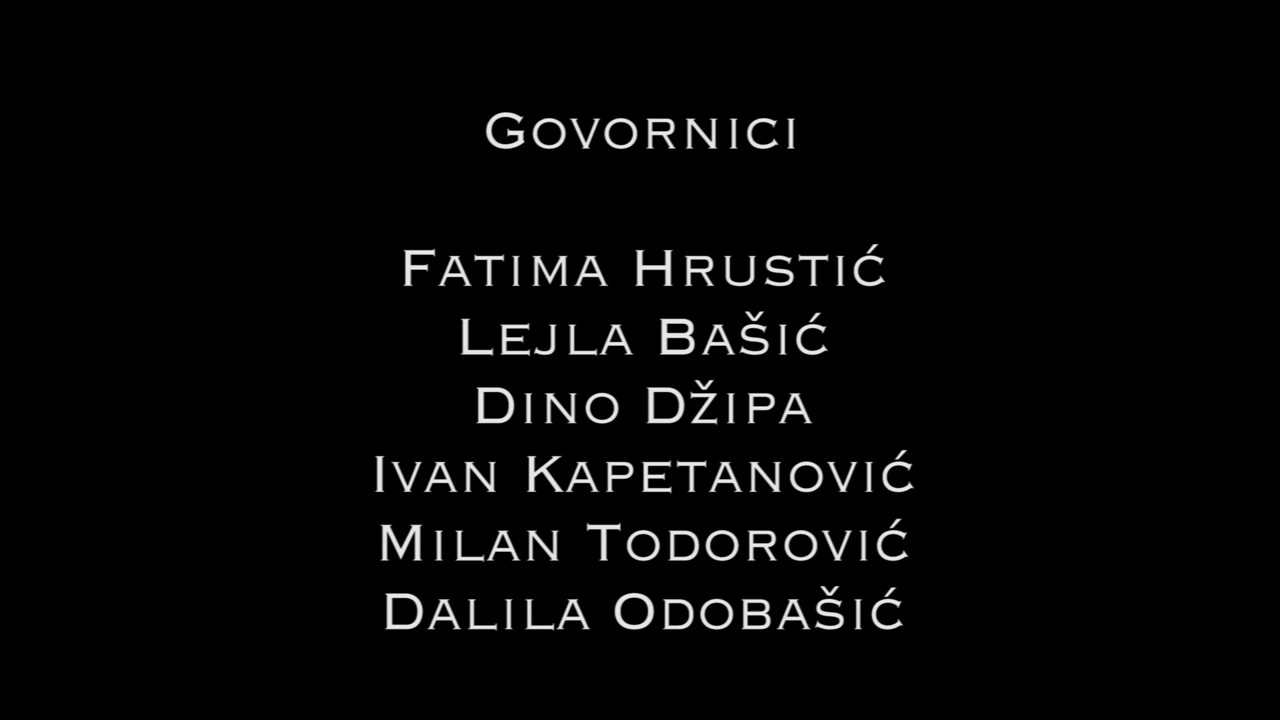 Govornici
Fatima Hrustić
Lejla Bašić
Dino Džipa
Ivan Kapetanović
Milan Todorović
Dalila Odobašić